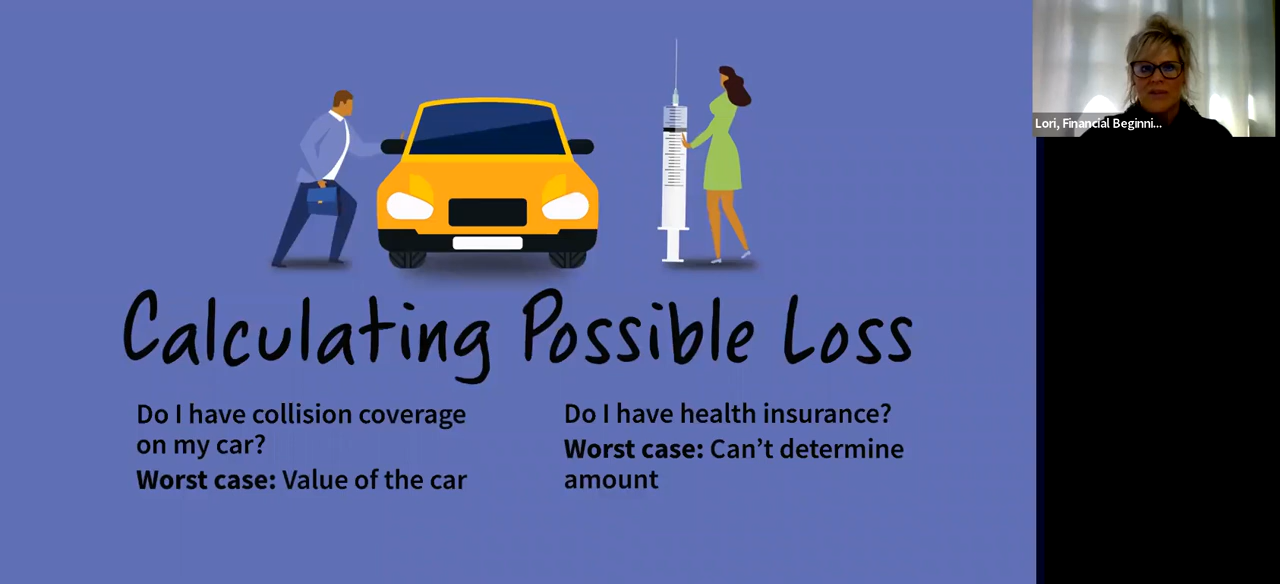 Lori, Financial Beginni...
Calculating Possible Loss
Do I have collision coverage
on my car?
Worst case: Value of the car
Do I have health insurance?
Worst case: Can’t determine
amount